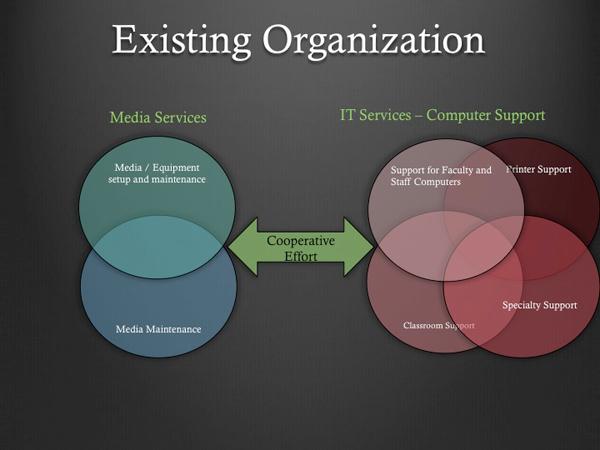 Existing Organization
Media Services
IT Services – Computer Support
Media / Equipment
setup and maintenance
Support for Faculty and
Staff Computers
Printer Support
Cooperative
Effort
Specialty Support
Media Maintenance
Classroom Support